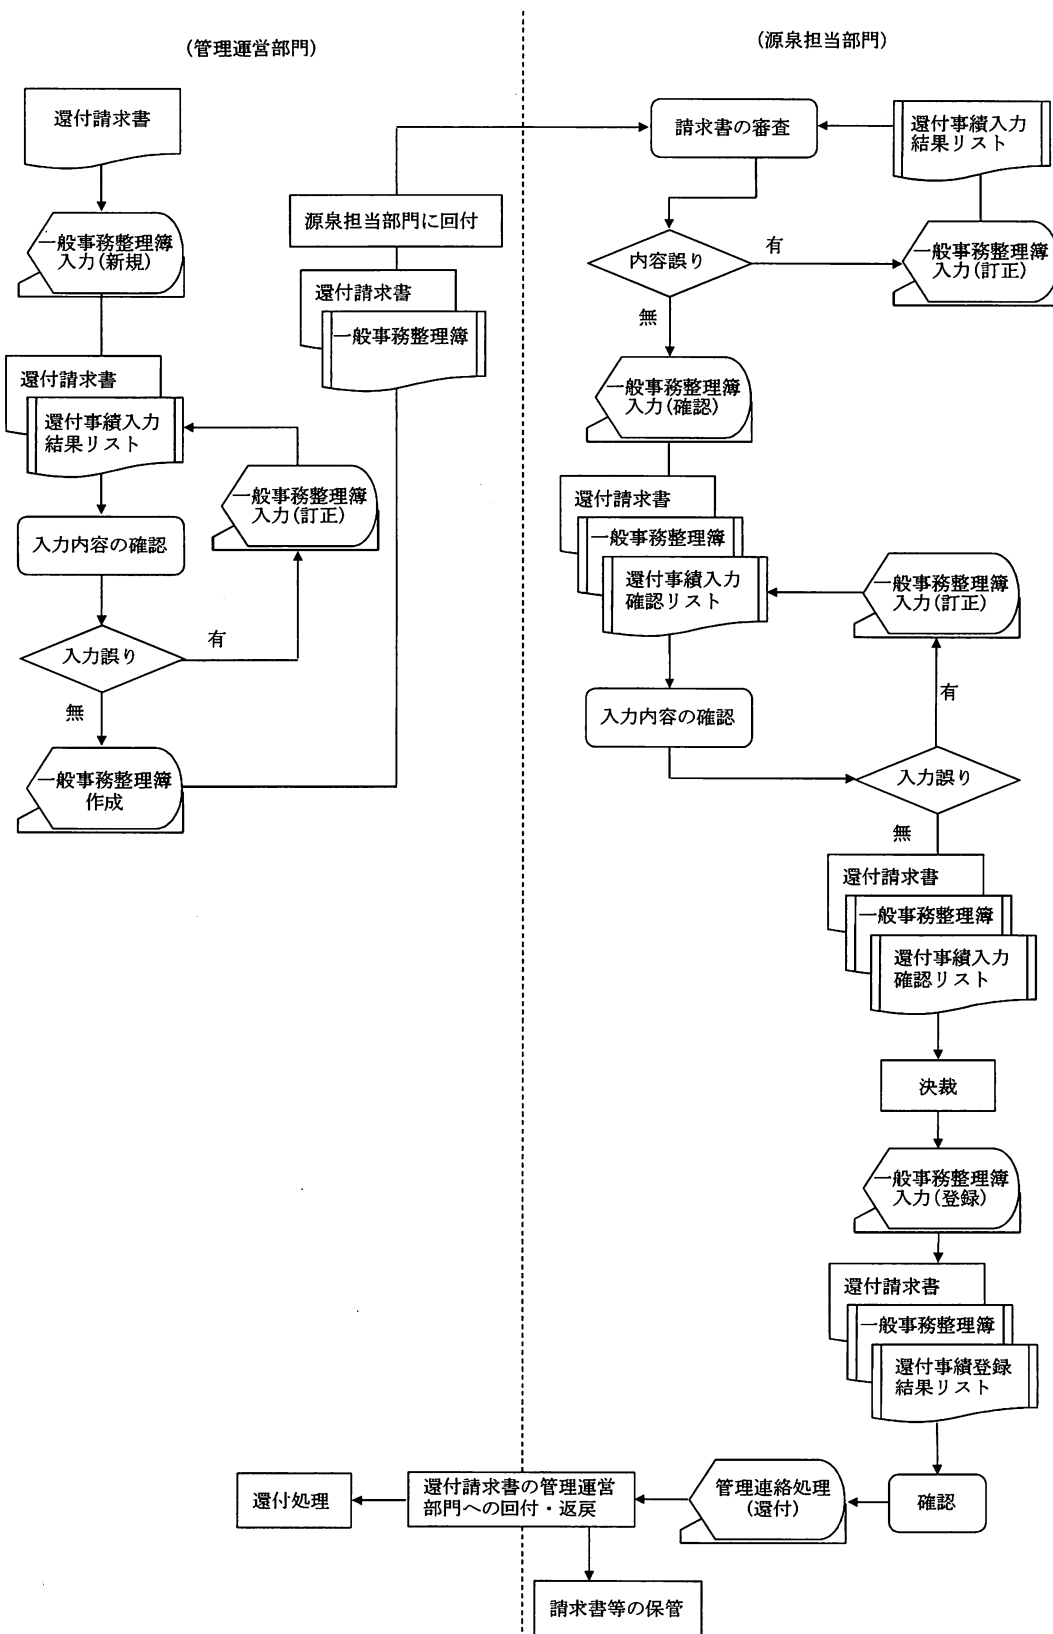 (管理運営部門)
還付請求書
一般事務整理簿
入力(新規)
還付請求書
還付事績入力
結果リスト
入力内容の確認
入力誤り
有
無
一般事務整理簿
入力(訂正)
一般事務整理簿
作成
還付請求書
一般事務整理簿
源泉担当部門に回付
(源泉担当部門)
請求書の審査
内容誤り
有
無
一般事務整理簿
入力(訂正)
還付事績入力
結果リスト
一般事務整理簿
入力(確認)
還付請求書
一般事務整理簿
還付事績入力
確認リスト
入力内容の確認
入力誤り
有
無
一般事務整理簿
入力(訂正)
還付請求書
一般事務整理簿
還付事績入力
確認リスト
決裁
一般事務整理簿
入力(登録)
還付請求書
一般事務整理簿
還付事績登録
結果リスト
確認
管理連絡処理
(還付)
還付請求書の管理運営
部門への回付・返戻
還付処理
請求書等の保管